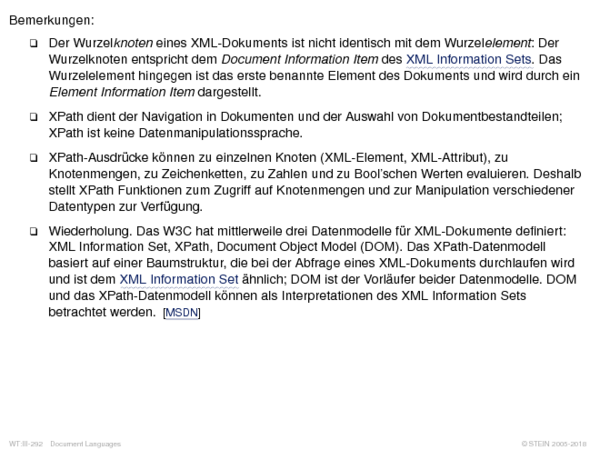 Bemerkungen:
❑ Der Wurzelknoten eines XML-Dokuments ist nicht identisch mit dem Wurzelelement: Der
Wurzelknoten entspricht dem Document Information Item des XML Information Sets. Das
Wurzelelement hingegen ist das erste benannte Element des Dokuments und wird durch ein
Element Information Item dargestellt.
❑ XPath dient der Navigation in Dokumenten und der Auswahl von Dokumentbestandteilen;
XPath ist keine Datenmanipulationssprache.
❑ XPath-Ausdrücke können zu einzelnen Knoten (XML-Element, XML-Attribut), zu
Knotenmengen, zu Zeichenketten, zu Zahlen und zu Bool'schen Werten evaluieren. Deshalb
stellt XPath Funktionen zum Zugriff auf Knotenmengen und zur Manipulation verschiedener
Datentypen zur Verfügung.
❑ Wiederholung. Das W3C hat mittlerweile drei Datenmodelle für XML-Dokumente definiert:
XML Information Set, XPath, Document Object Model (DOM). Das XPath-Datenmodell
basiert auf einer Baumstruktur, die bei der Abfrage eines XML-Dokuments durchlaufen wird
und ist dem XML Information Set ähnlich; DOM ist der Vorläufer beider Datenmodelle. DOM
und das XPath-Datenmodell können als Interpretationen des XML Information Sets
betrachtet werden. [MSDN]
WT:III-292 Document Languages © STEIN 2005-2018